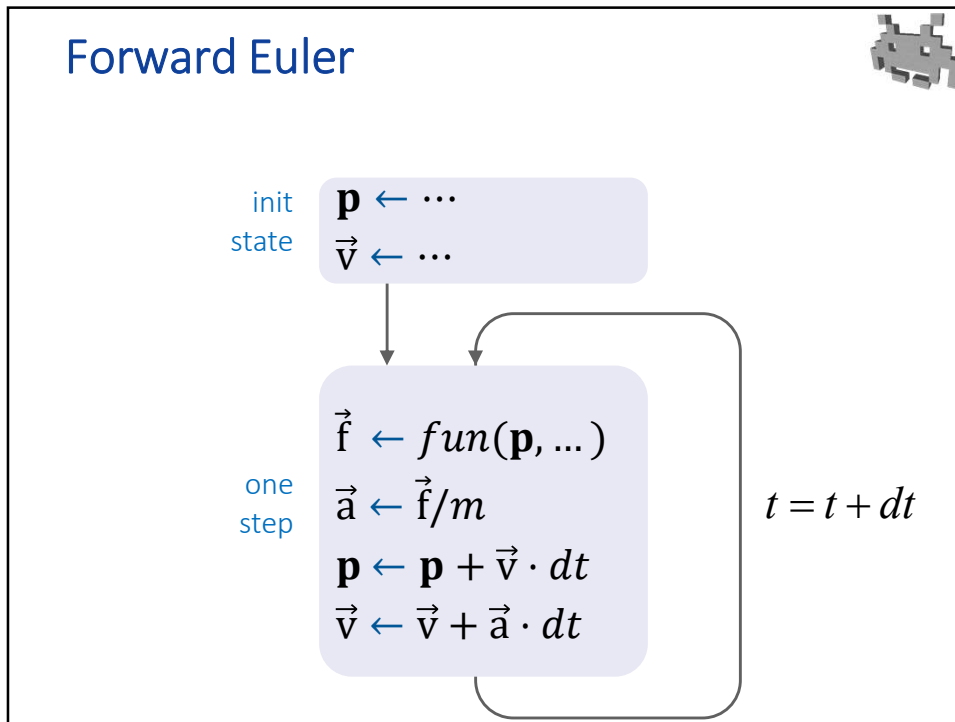 Forward Euler
init
state
𝐩 ← ⋯
v⃗ ← ⋯
one
step
f⃗ ← fun(𝐩, …)
a⃗ ← f⃗/m
𝐩 ← 𝐩 + v⃗ · dt
v⃗ ← v⃗ + a⃗ · dt
t = t + dt